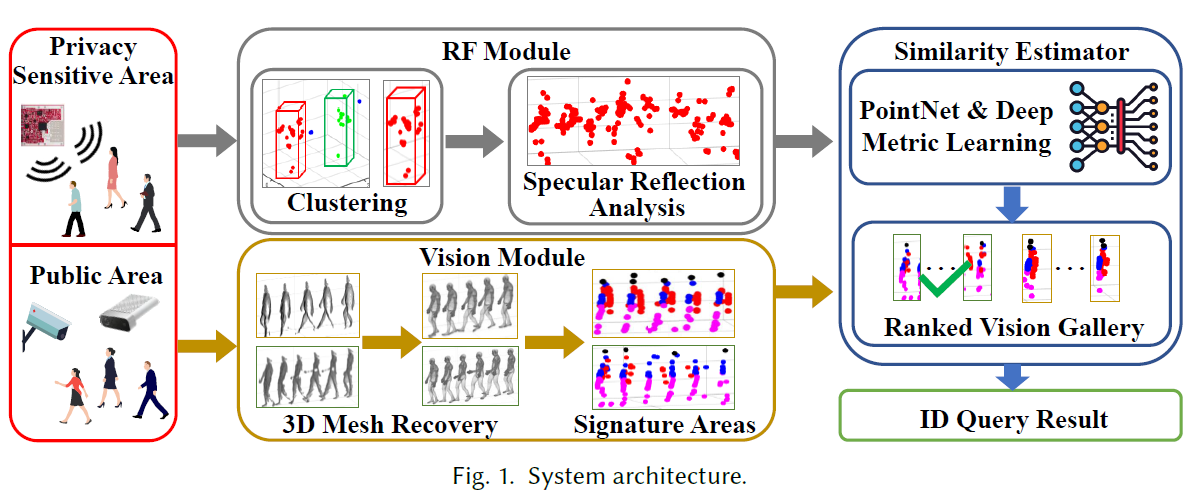 Privacy
Sensitive Area
Public Area
RF Module
Clustering
Specular Reflection
Analysis
Vision Module
3D Mesh Recovery
Signature Areas
Similarity Estimator
PointNet & Deep
Metric Learning
Ranked Vision Gallery
ID Query Result
Fig. 1. System architecture.